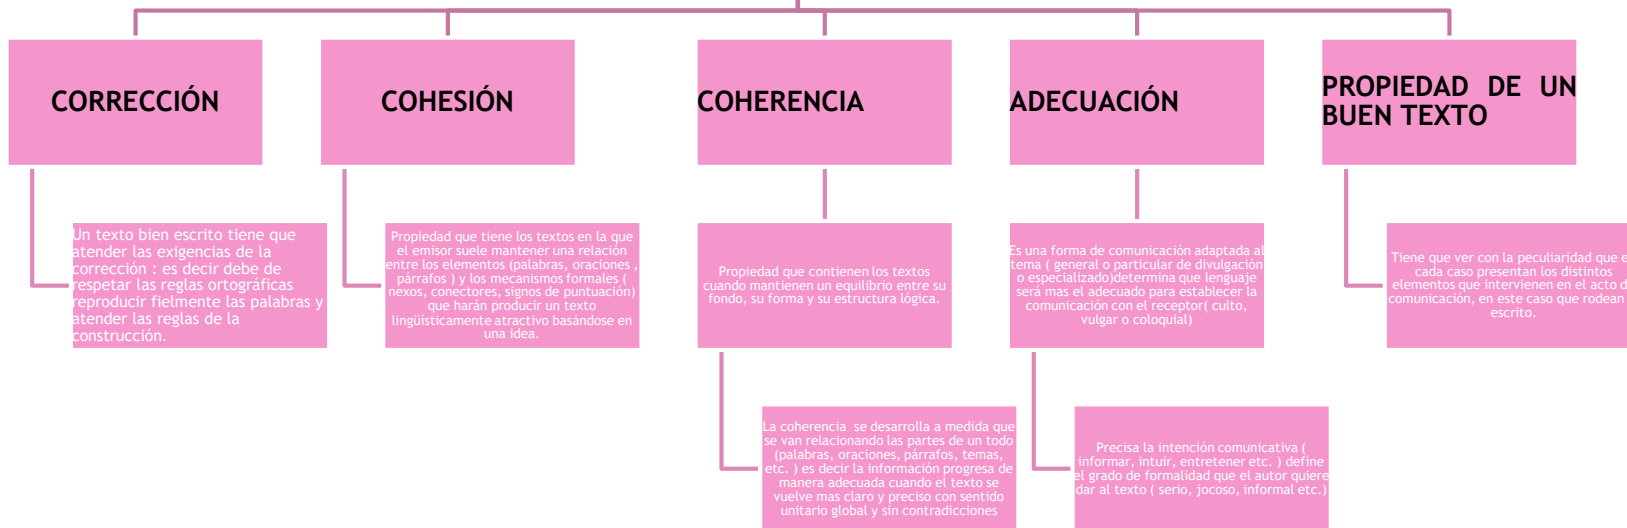 CORRECCIÓN
COHESIÓN
COHERENCIA
ADECUACIÓN
PROPIEDAD DE UN
BUEN TEXTO
Un texto bien escrito tiene que
atender las exigencias de la
corrección : es decir debe de
respetar las reglas ortográficas
reproducir fielmente las palabras y
atender las reglas de la
construcción.
Propiedad que tiene los textos en la que
el emisor suele mantener una relación
entre los elementos (palabras, oraciones ,
párrafos ) y los mecanismos formales (
nexos, conectores, signos de puntuación)
que harán producir un texto
lingüísticamente atractivo basándose en
una idea.
Propiedad que contienen los textos
cuando mantienen un equilibrio entre su
fondo, su forma y su estructura lógica.
Es una forma de comunicación adaptada al
tema ( general o particular de divulgación
o especializado)determina que lenguaje
será mas el adecuado para establecer la
comunicación con el receptor( culto,
vulgar o coloquial)
Tiene que ver con la peculiaridad que
cada caso presentan los distintos
elementos que intervienen en el acto
comunicación, en este caso que rodean
escrito.
La coherencia se desarrolla a medida que
se van relacionando las partes de un todo
(palabras, oraciones, párrafos, temas,
etc. ) es decir la información progresa de
manera adecuada cuando el texto se
vuelve mas claro y preciso con sentido
unitario global y sin contradicciones
Precisa la intención comunicativa (
informar, intuir, entretener etc. ) define
el grado de formalidad que el autor quiere
dar al texto ( serio, jocoso, informal etc.)